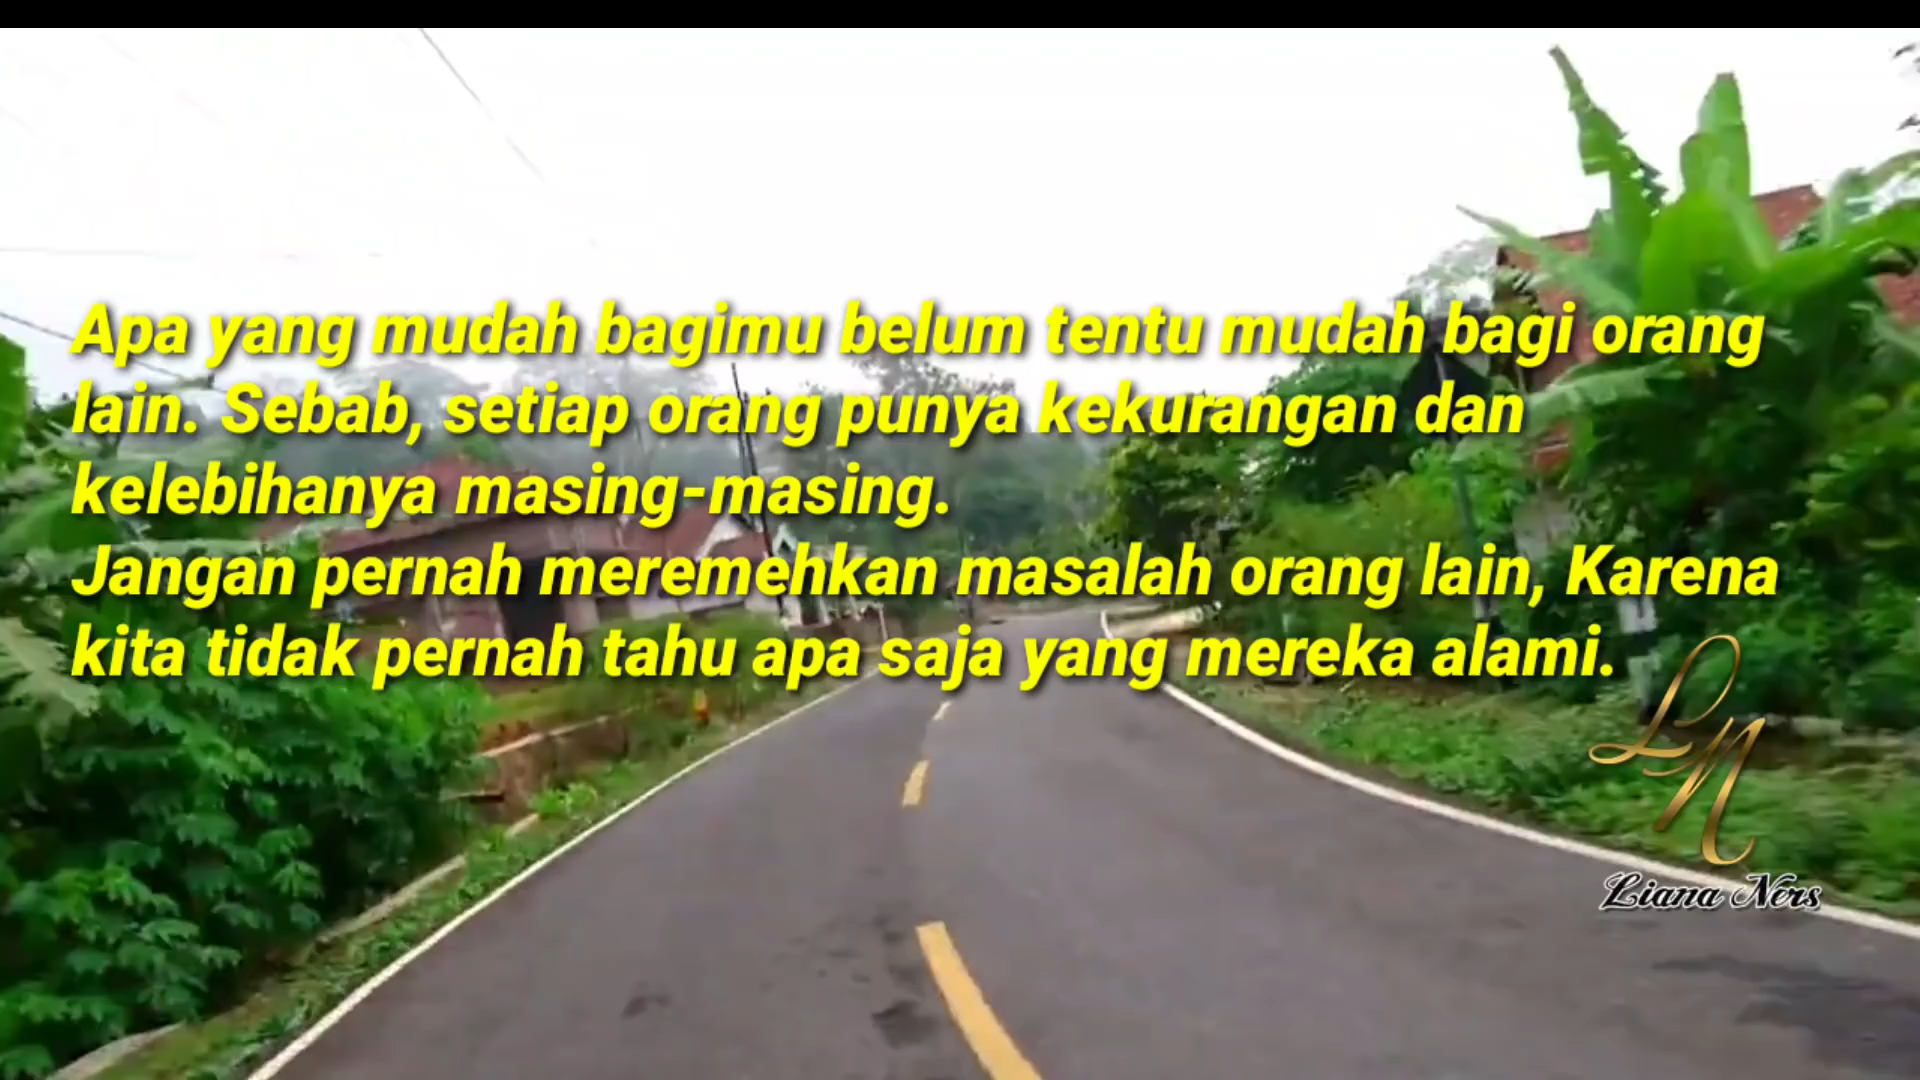 Apa yang mudah bagimu belum tentu mudah bagi orang
lain. Sebab, setiap orang punya kekurangan dan
kelebihanya masing-masing.
Jangan pernah meremehkan masalah orang lain, Karena
kita tidak pernah tahu apa saja yang mereka alami.
LN
Liana Ners